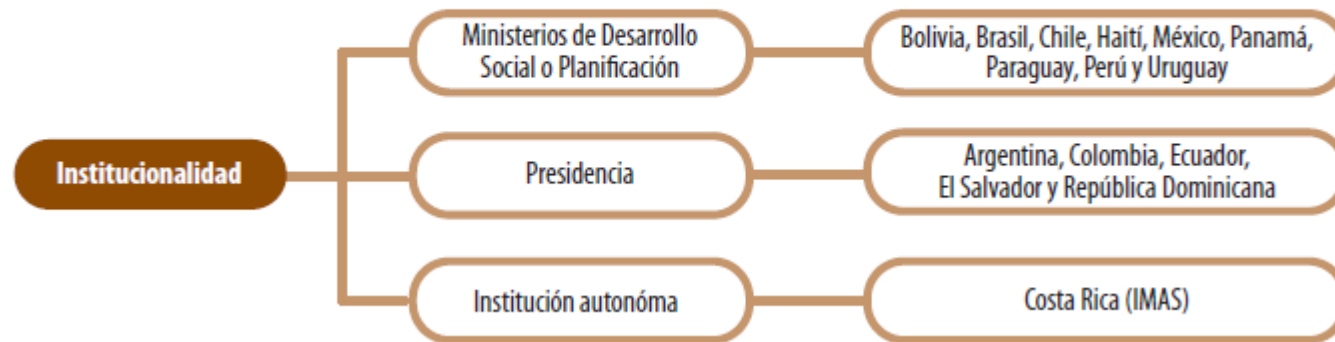 Ministerios de Desarrollo
Social o Planificación
Bolivia, Brasil, Chile, Haití, México, Panamá,
Paraguay, Perú y Uruguay
Institucionalidad
Presidencia
Argentina, Colombia, Ecuador,
El Salvador y República Dominicana
Institución autonóma
Costa Rica (IMAS)